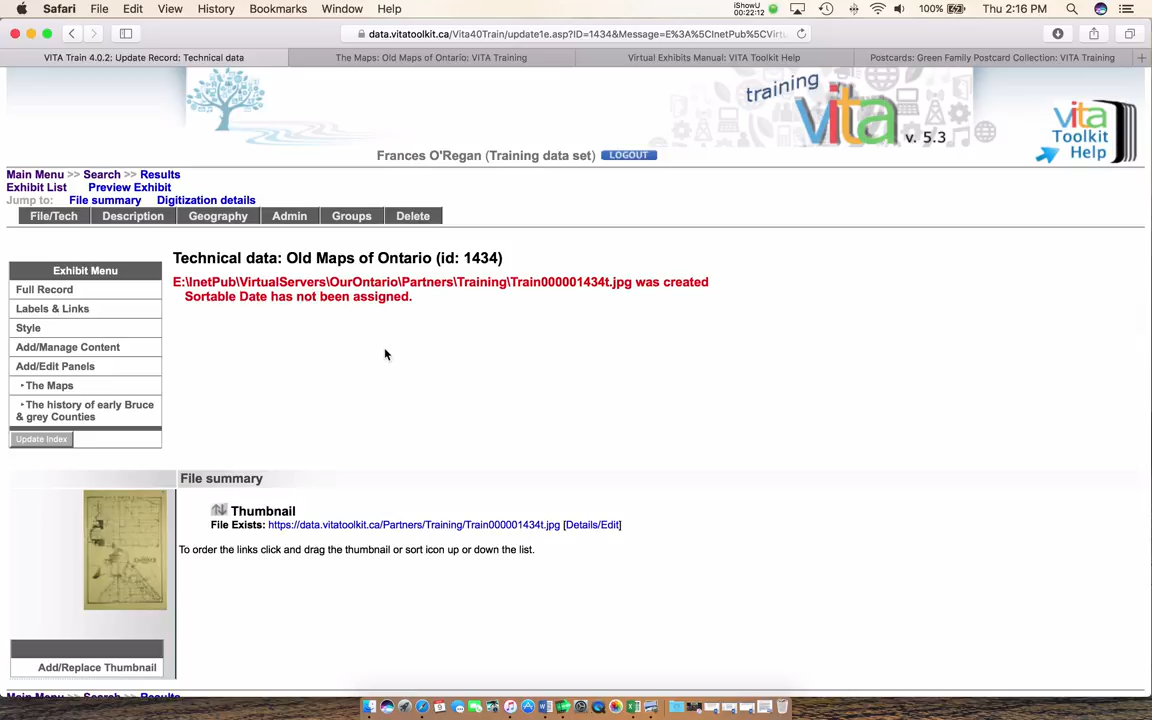 Safari File Edit View History Bookmarks Window Help iShowU 00:22:12 100% Thu 2:16 PM
data.vitatoolkit.ca/Vita40Train/update1e.asp?ID=1434&Message=E%3A%5CInetPub%5CVirtu
VITA Train 4.0.2: Update Record: Technical data The Maps: Old Maps of Ontario: VITA Training Virtual Exhibits Manual: VITA Toolkit Help Postcards: Green Family Postcard Collection: VITA Training
training vita v. 5.3
vita Toolkit Help
Frances O'Regan (Training data set) LOGOUT
Main Menu >> Search >> Results
Exhibit List Preview Exhibit
Jump to: File summary Digitization details
File/Tech Description Geography Admin Groups Delete
Technical data: Old Maps of Ontario (id: 1434)
E:\InetPub\VirtualServers\OurOntario\Partners\Training\Train000001434t.jpg was created
Sortable Date has not been assigned.
Exhibit Menu
Full Record
Labels & Links
Style
Add/Manage Content
Add/Edit Panels
The Maps
The history of early Bruce
& grey Counties
Update Index
File summary
Thumbnail
File Exists: https://data.vitatoolkit.ca/Partners/Training/Train000001434t.jpg [Details/Edit]
To order the links click and drag the thumbnail or sort icon up or down the list.
Add/Replace Thumbnail
Main Menu >> Search >> Results